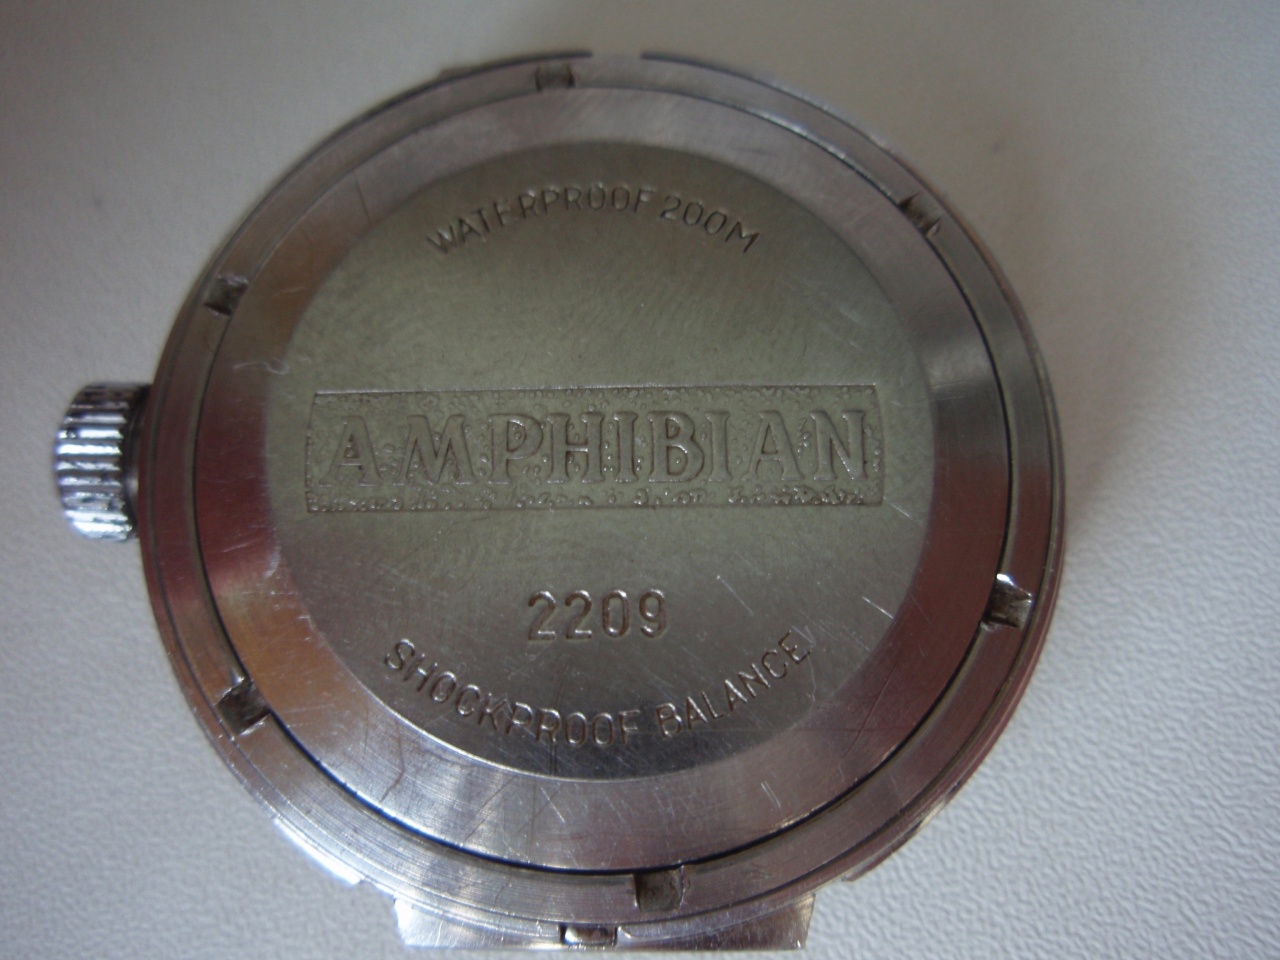 WATERPROOF 200M
AMPHIBIAN
2209
SHOCKPROOF BALANCE